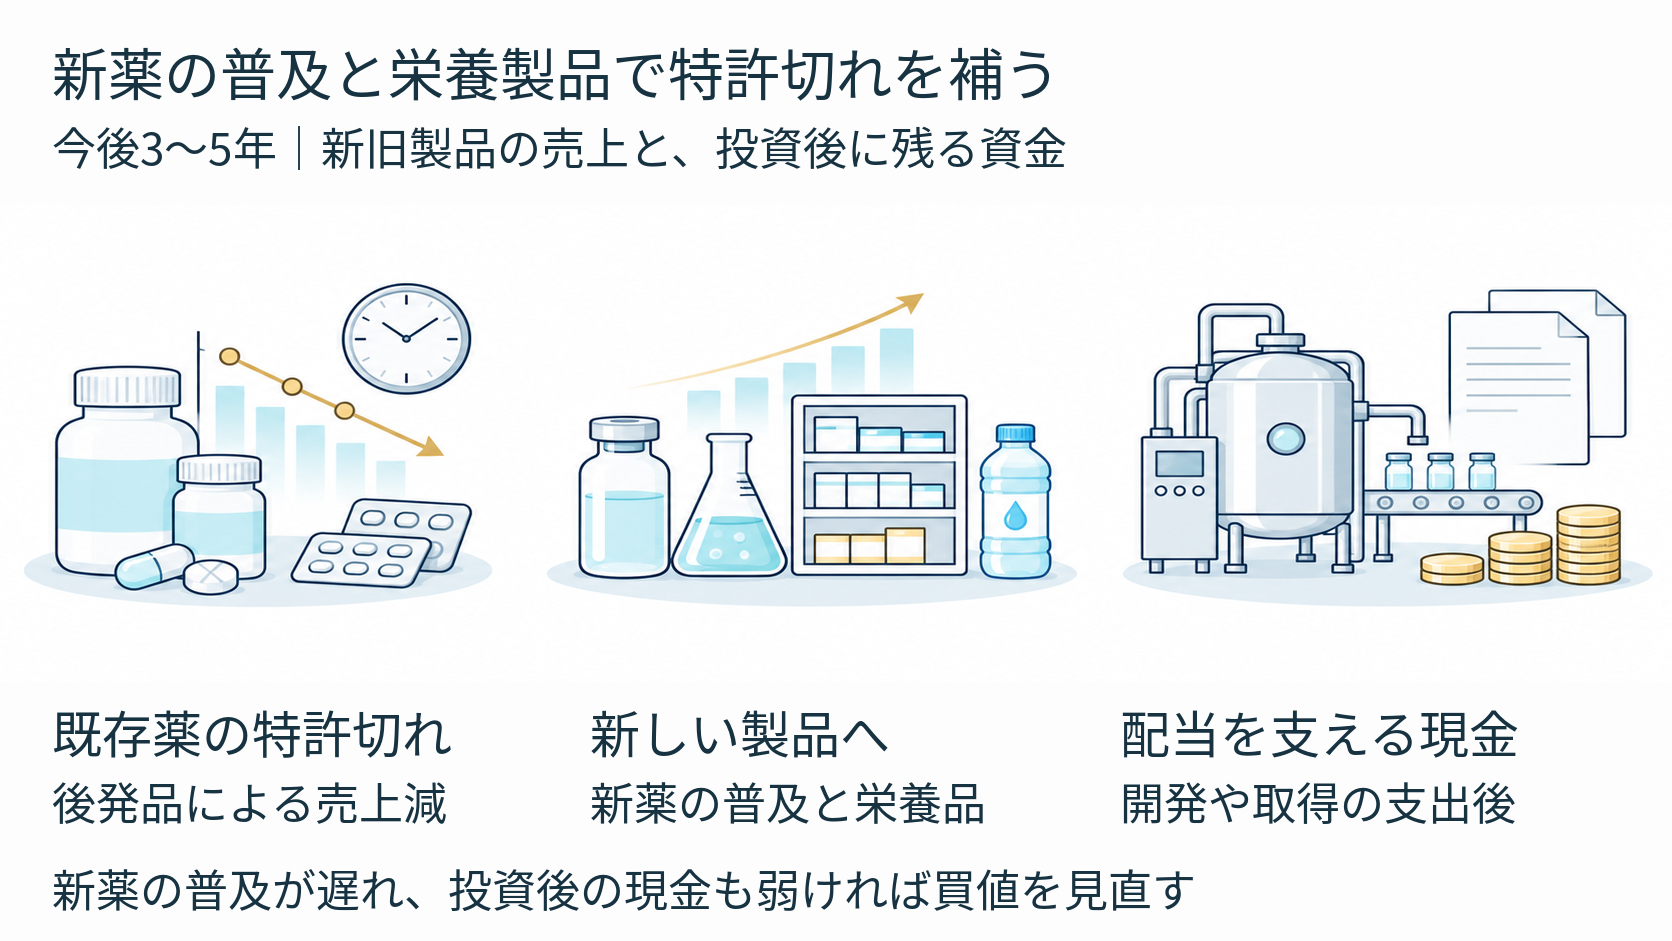 新薬の普及と栄養製品で特許切れを補う
今後3〜5年｜新旧製品の売上と、投資後に残る資金
既存薬の特許切れ
後発品による売上減
新しい製品へ
新薬の普及と栄養品
配当を支える現金
開発や取得の支出後
新薬の普及が遅れ、投資後の現金も弱ければ買値を見直す